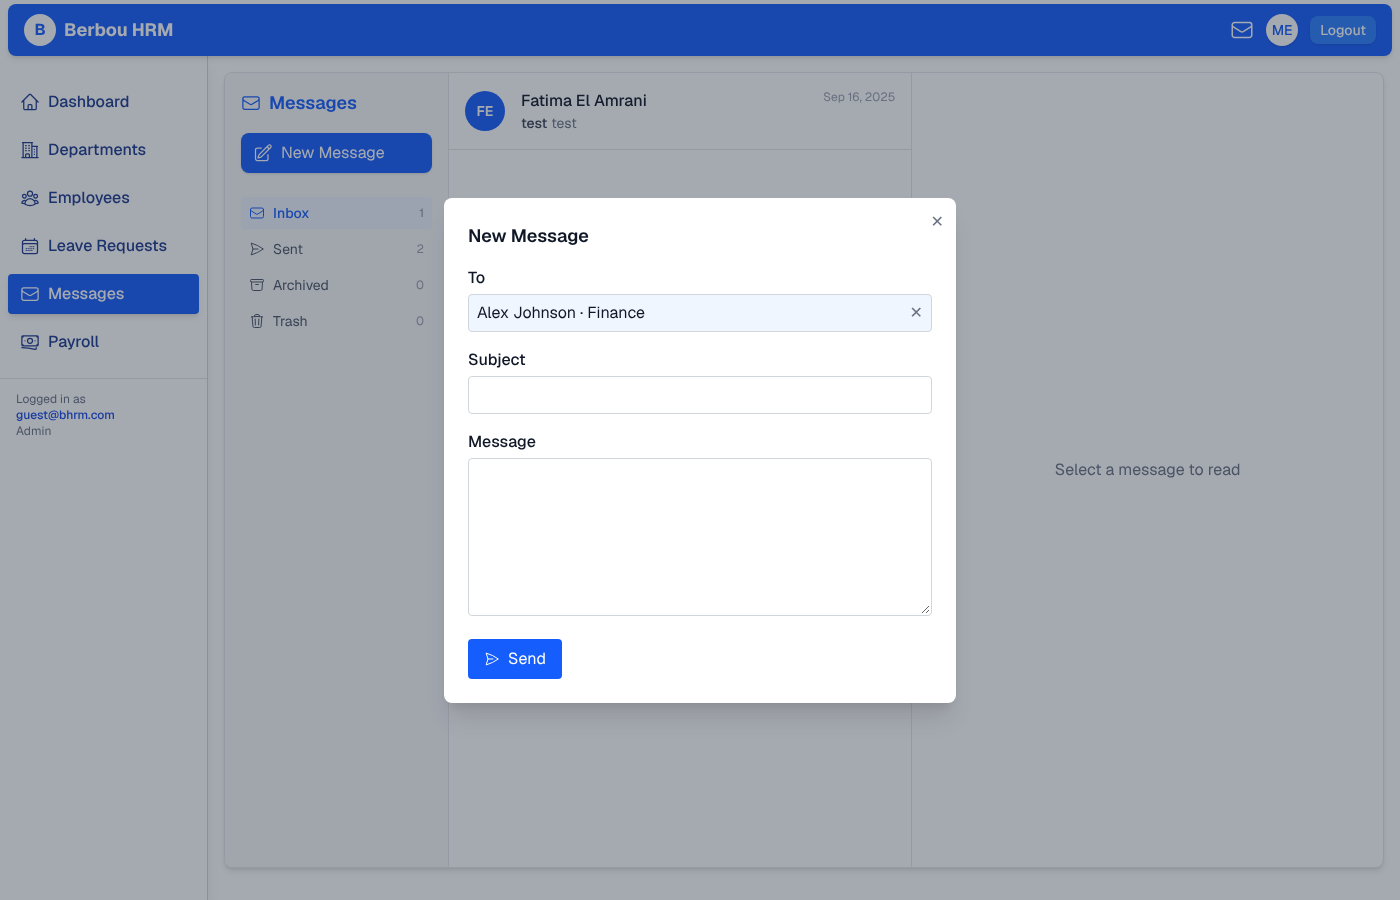 B Berbou HRM
ME
Logout
Dashboard
Departments
Employees
Leave Requests
Messages
Payroll
Logged in as
guest@bhrm.com
Admin
Messages
New Message
Inbox 1
Sent 2
Archived 0
Trash 0
FE
Fatima El Amrani
Sep 16, 2025
test test
New Message
To
Alex Johnson · Finance
Subject
Message
Send
Select a message to read